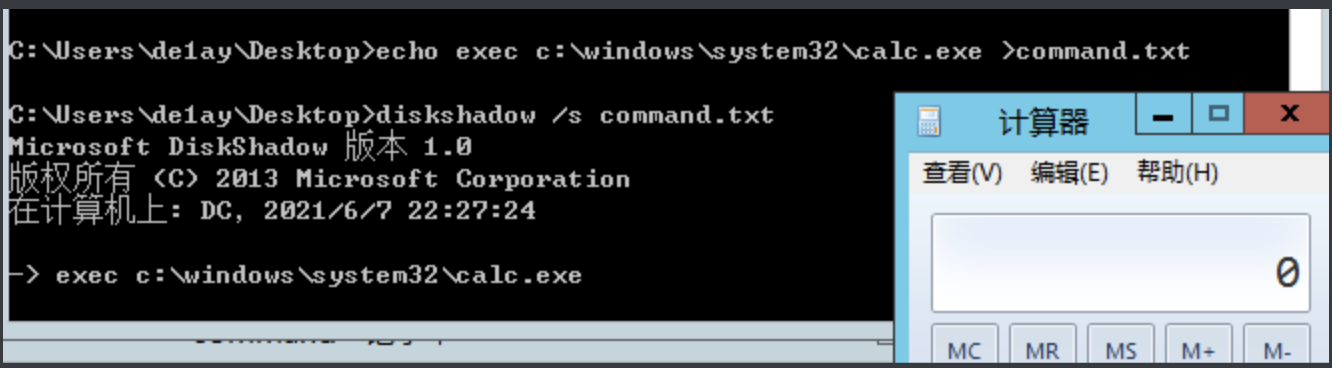 C:\Users\de1ay\Desktop>echo exec c:\windows\system32\calc.exe >command.txt
C:\Users\de1ay\Desktop>diskshadow /s command.txt
Microsoft DiskShadow 版本 1.0
版权所有 (C) 2013 Microsoft Corporation
在计算机上: DC, 2021/6/7 22:27:24
-> exec c:\windows\system32\calc.exe
计算器
查看(V) 编辑(E) 帮助(H)
0
MC MR MS M+ M-